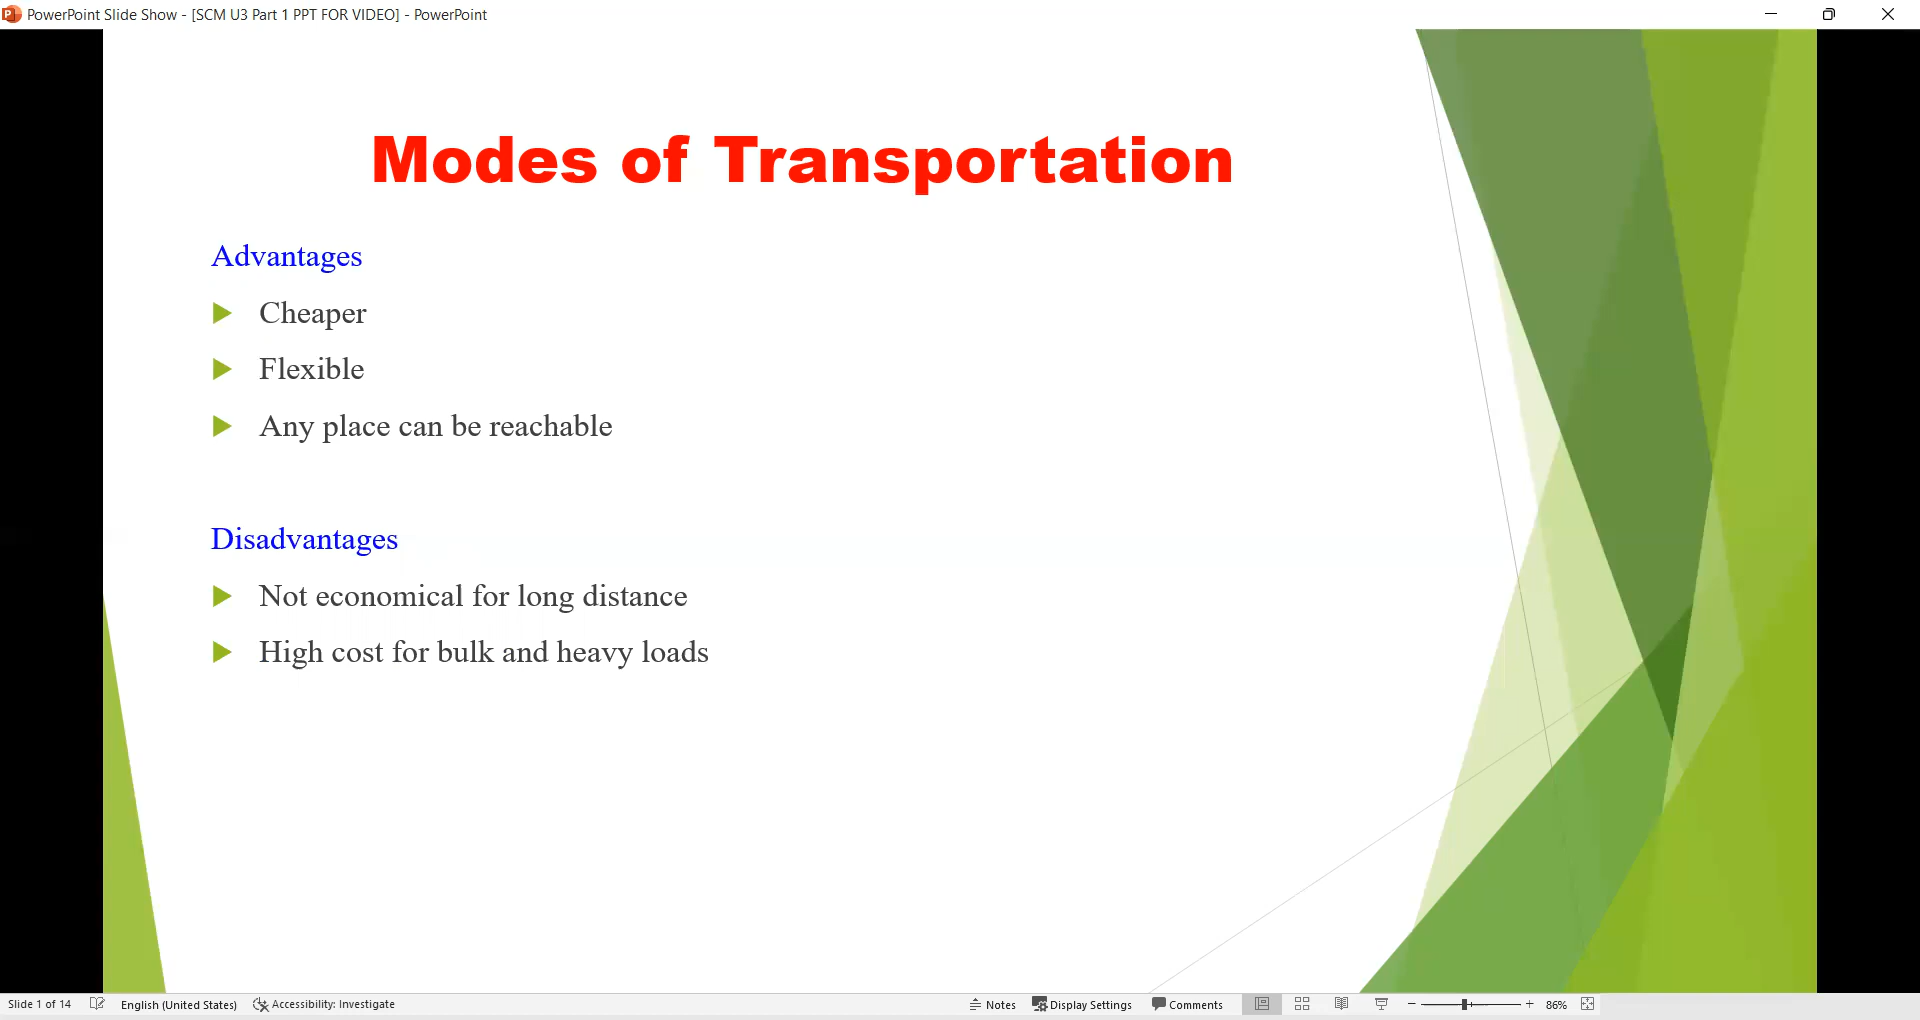 PowerPoint Slide Show - [SCM U3 Part 1 PPT FOR VIDEO] - PowerPoint
Modes of Transportation
Advantages
Cheaper
Flexible
Any place can be reachable
Disadvantages
Not economical for long distance
High cost for bulk and heavy loads
Slide 1 of 14 English (United States) Accessibility: Investigate Notes Display Settings Comments 86%